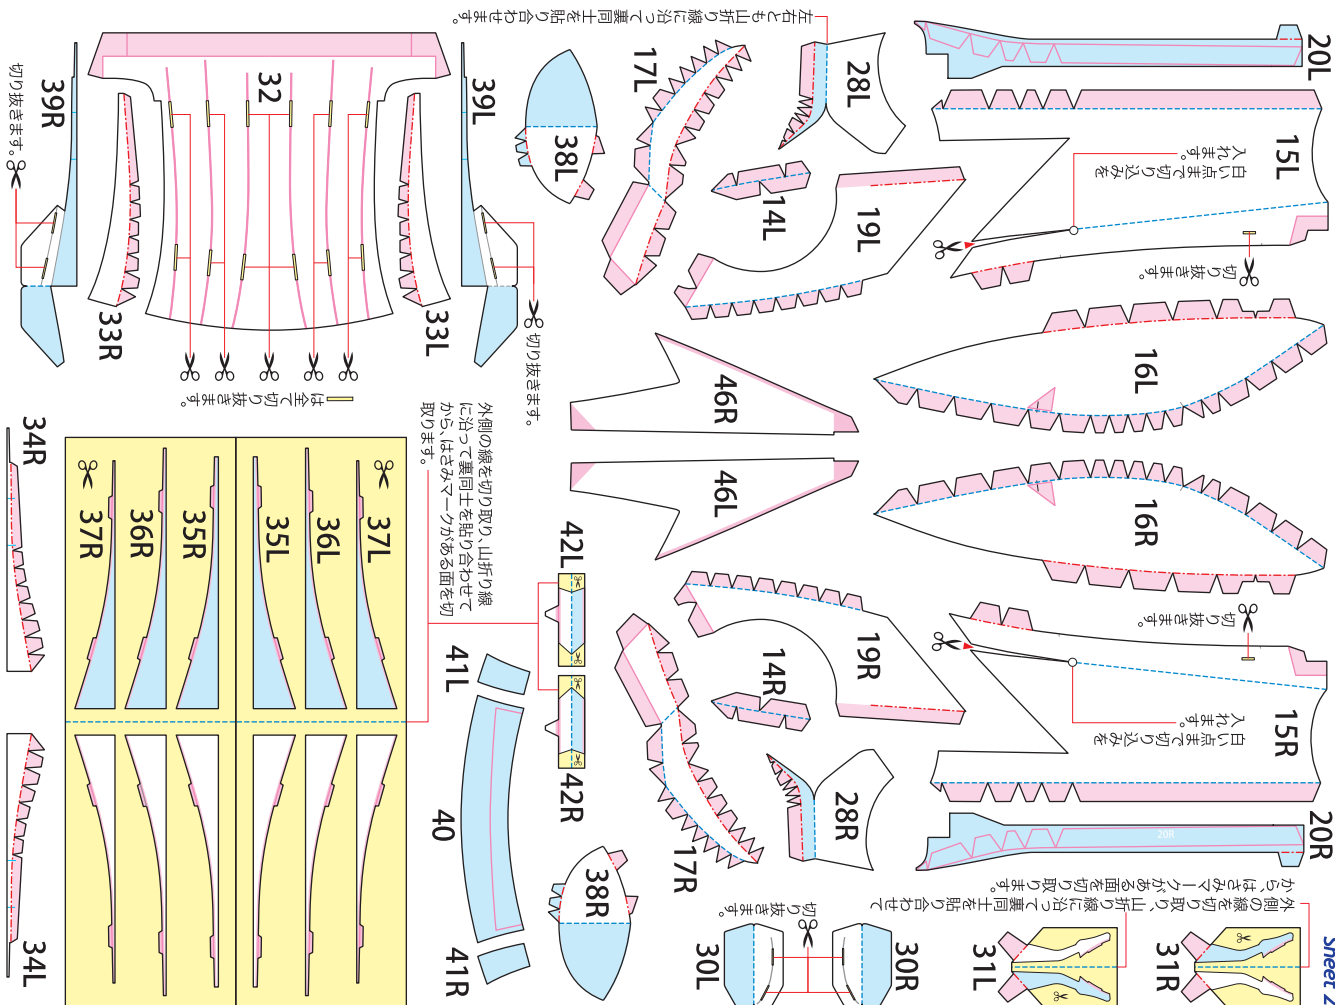 20L
左右とも山折り線に沿って裏同士を貼り合わせます。
17L
28L
32
39L
39R
切り抜きます。
38L
15L
白い点まで切り込みを
入れます。
14L
19L
切り抜きます。
33R
33L
切り抜きます。
は全て切り抜きます。
16L
46R
34R
外側の線を切り取り、山折り線
に沿って裏同士を貼り合わせて
から、はさみマークがある面を切
取ります。
46L
16R
37R
36R
35R
35L
36L
37L
42L
19R
切り抜きます。
14R
41L
白い点まで切り込みを
入れます。
15R
42R
40
28R
17R
20R
20R
38R
外側の線を切り取り、山折り線に沿って裏同士を貼り合わせて
から、はさみマークがある面を切り取ります。
切り抜きます。
34L
41R
30L
30R
31L
31R
sheet 2